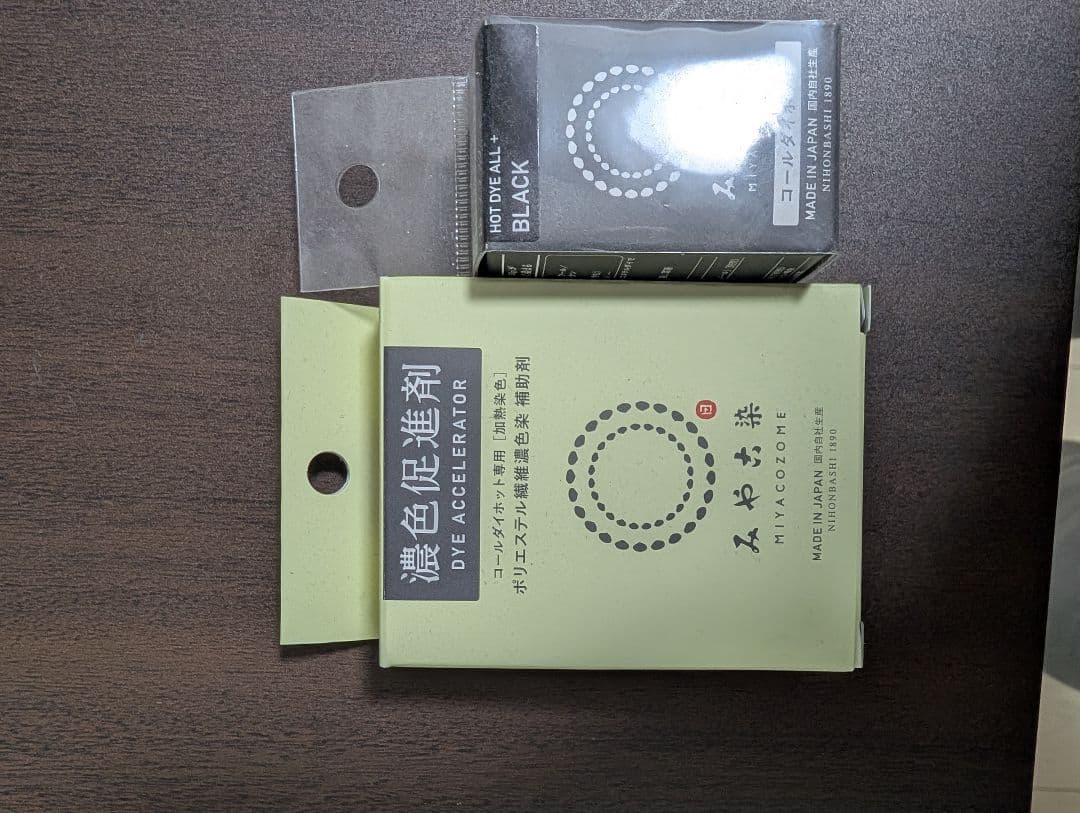 HOT DYE ALL +
BLACK
み
コールダイホ
MADE IN JAPAN 国内自社生産
NIHONBASHI 1890
濃色促進剤
DYE ACCELERATOR
コールダイホット専用［加熱染色］
ポリエステル繊維濃色染 補助剤
みやこ染
MIYACOZOME
MADE IN JAPAN 国内自社生産
NIHONBASHI 1890